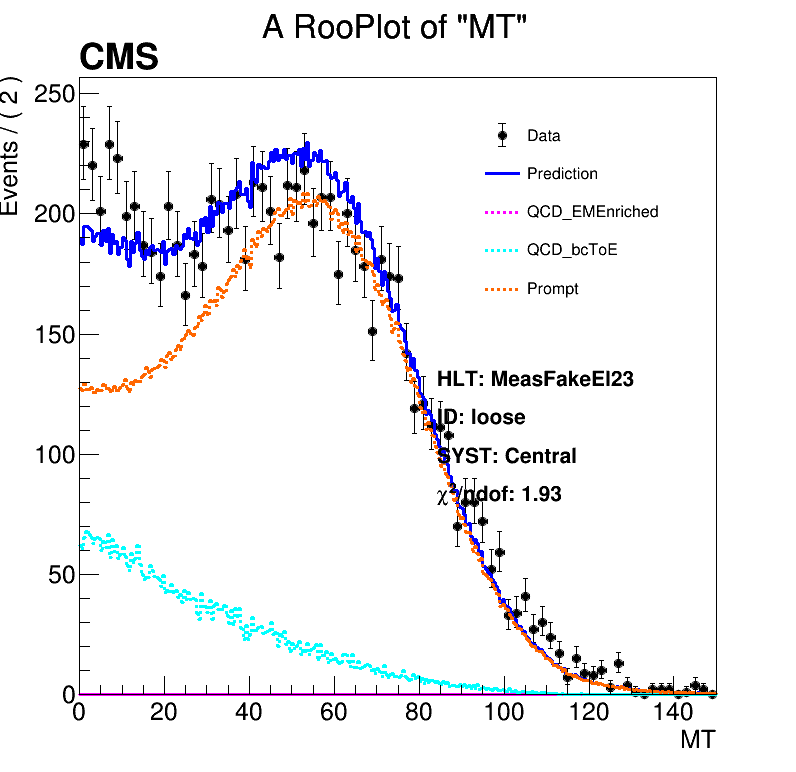 A RooPlot of "MT"
CMS
Events / ( 2 )
250
200
150
100
50
0
Data
Prediction
QCD_EMEnriched
QCD_bcToE
Prompt
HLT: MeasFakeEl23
ID: loose
SYST: Central
χ²/ndof: 1.93
0 20 40 60 80 100 120 140
MT